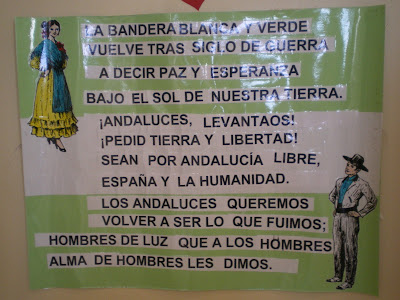 LA BANDERA BLANCA Y VERDE
VUELVE TRAS SIGLO DE GUERRA
A DECIR PAZ Y ESPERANZA
BAJO EL SOL DE NUESTRA TIERRA.
¡ANDALUCES, LEVANTAOS!
¡PEDID TIERRA Y LIBERTAD!
SEAN POR ANDALUCÍA LIBRE,
ESPAÑA Y LA HUMANIDAD.
LOS ANDALUCES QUEREMOS
VOLVER A SER LO QUE FUIMOS;
HOMBRES DE LUZ QUE A LOS HOMBRES
ALMA DE HOMBRES LES DIMOS.